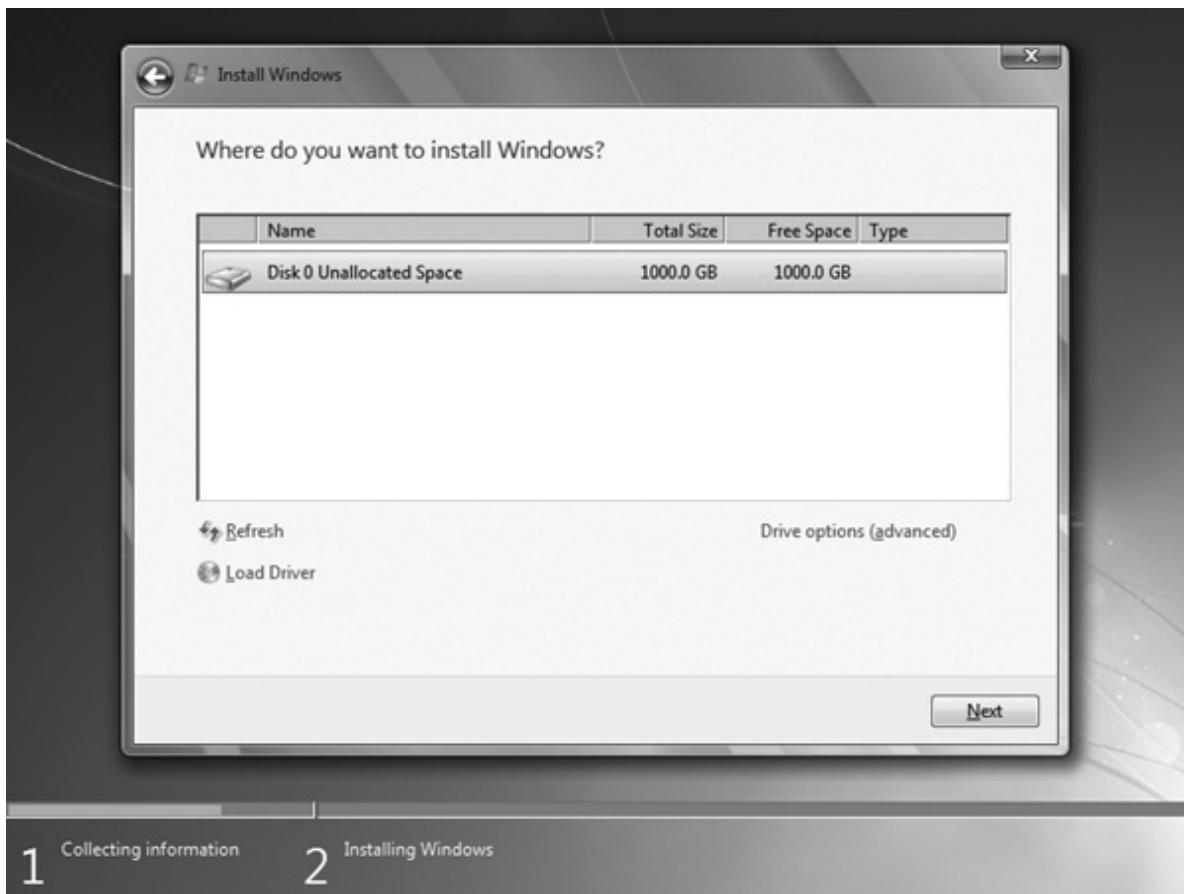 Install Windows
x
Where do you want to install Windows?
Name Total Size Free Space Type
Disk 0 Unallocated Space 1000.0 GB 1000.0 GB
Refresh Drive options (advanced)
Load Driver
Next
1 Collecting information 2 Installing Windows